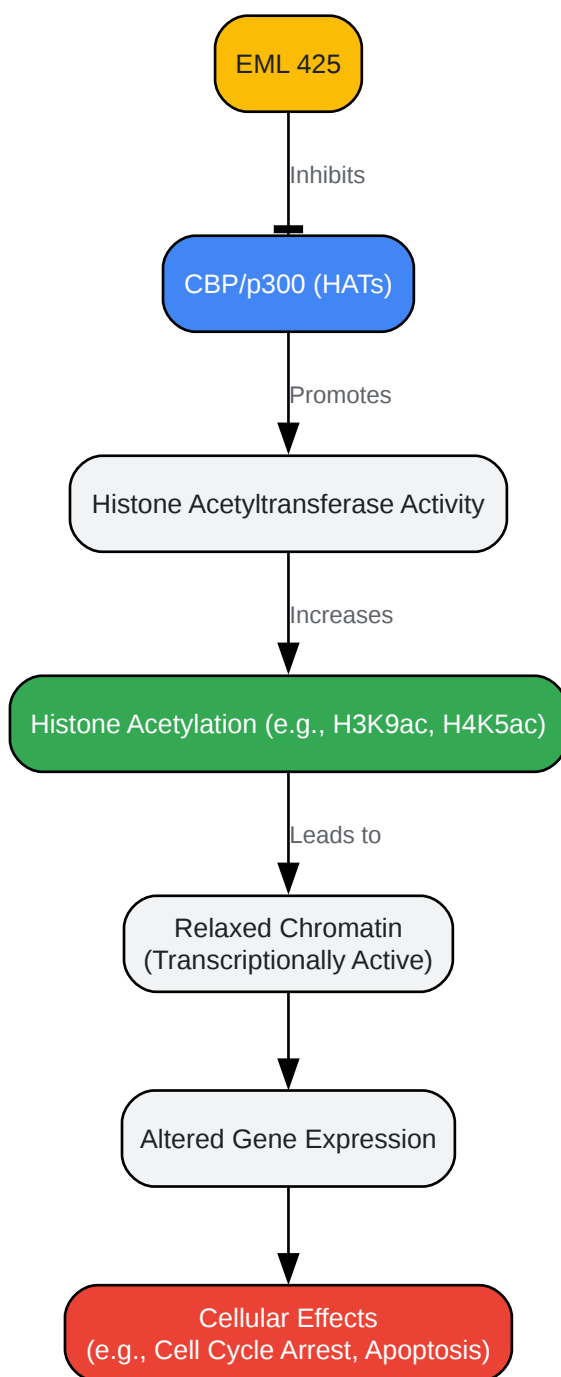 EML 425
Inhibits
CBP/p300 (HATs)
Promotes
Histone Acetyltransferase Activity
Increases
Histone Acetylation (e.g., H3K9ac, H4K5ac)
Leads to
Relaxed Chromatin
(Transcriptionally Active)
Altered Gene Expression
Cellular Effects
(e.g., Cell Cycle Arrest, Apoptosis)